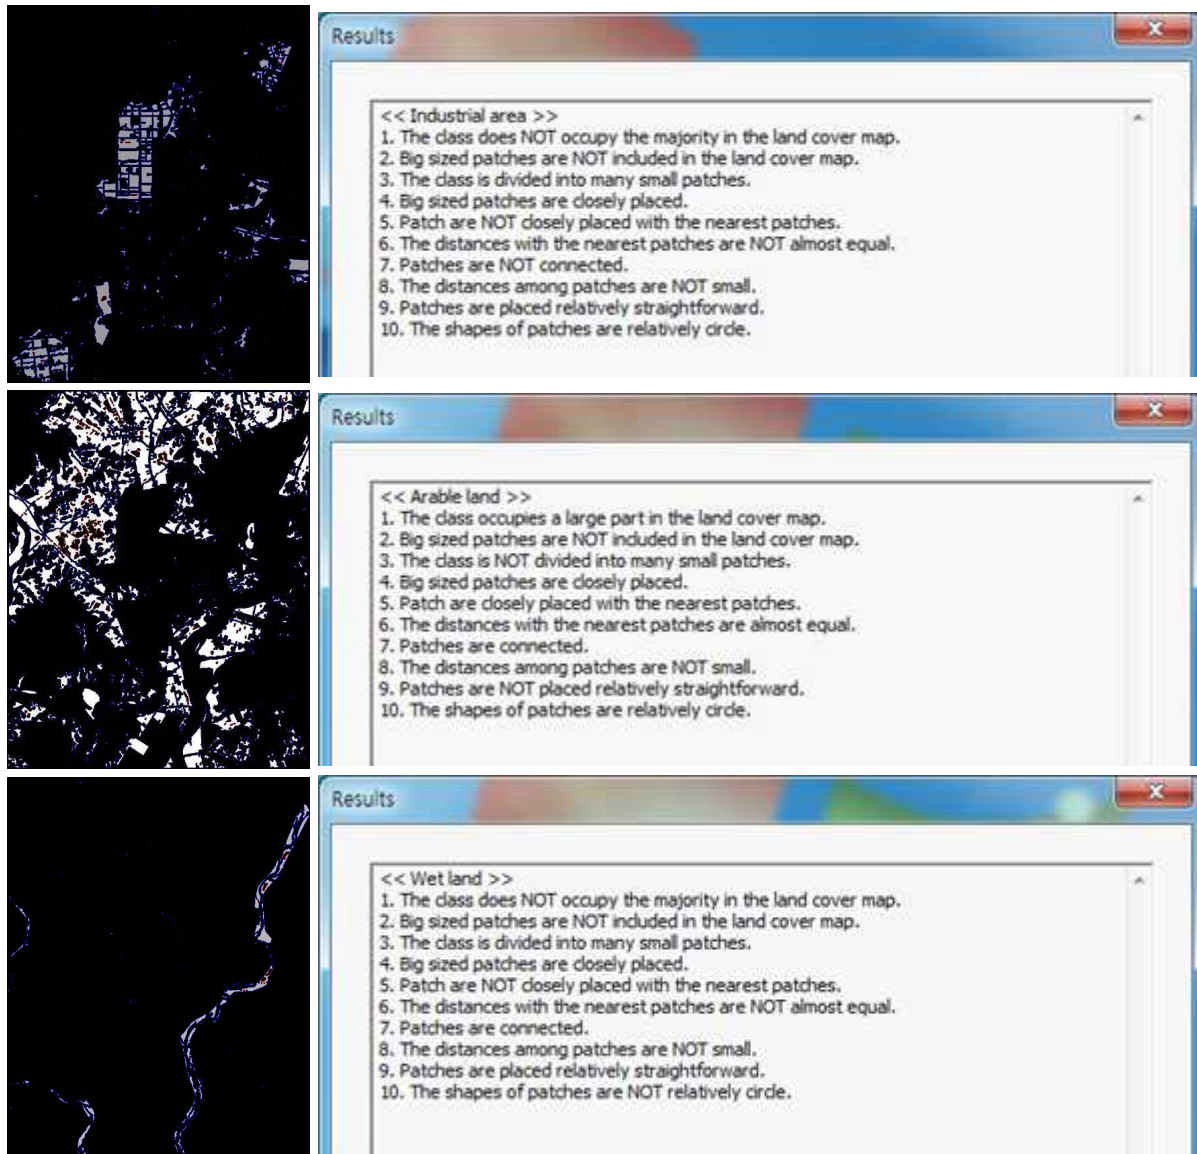 Results
<< Industrial area >>
1. The class does NOT occupy the majority in the land cover map.
2. Big sized patches are NOT included in the land cover map.
3. The class is divided into many small patches.
4. Big sized patches are closely placed.
5. Patch are NOT closely placed with the nearest patches.
6. The distances with the nearest patches are NOT almost equal.
7. Patches are NOT connected.
8. The distances among patches are NOT small.
9. Patches are placed relatively straightforward.
10. The shapes of patches are relatively circle.
Results
<< Arable land >>
1. The class occupies a large part in the land cover map.
2. Big sized patches are NOT included in the land cover map.
3. The class is NOT divided into many small patches.
4. Big sized patches are closely placed.
5. Patch are closely placed with the nearest patches.
6. The distances with the nearest patches are almost equal.
7. Patches are connected.
8. The distances among patches are NOT small.
9. Patches are NOT placed relatively straightforward.
10. The shapes of patches are relatively circle.
Results
<< Wet land >>
1. The class does NOT occupy the majority in the land cover map.
2. Big sized patches are NOT included in the land cover map.
3. The class is divided into many small patches.
4. Big sized patches are closely placed.
5. Patch are NOT closely placed with the nearest patches.
6. The distances with the nearest patches are NOT almost equal.
7. Patches are connected.
8. The distances among patches are NOT small.
9. Patches are placed relatively straightforward.
10. The shapes of patches are NOT relatively circle.